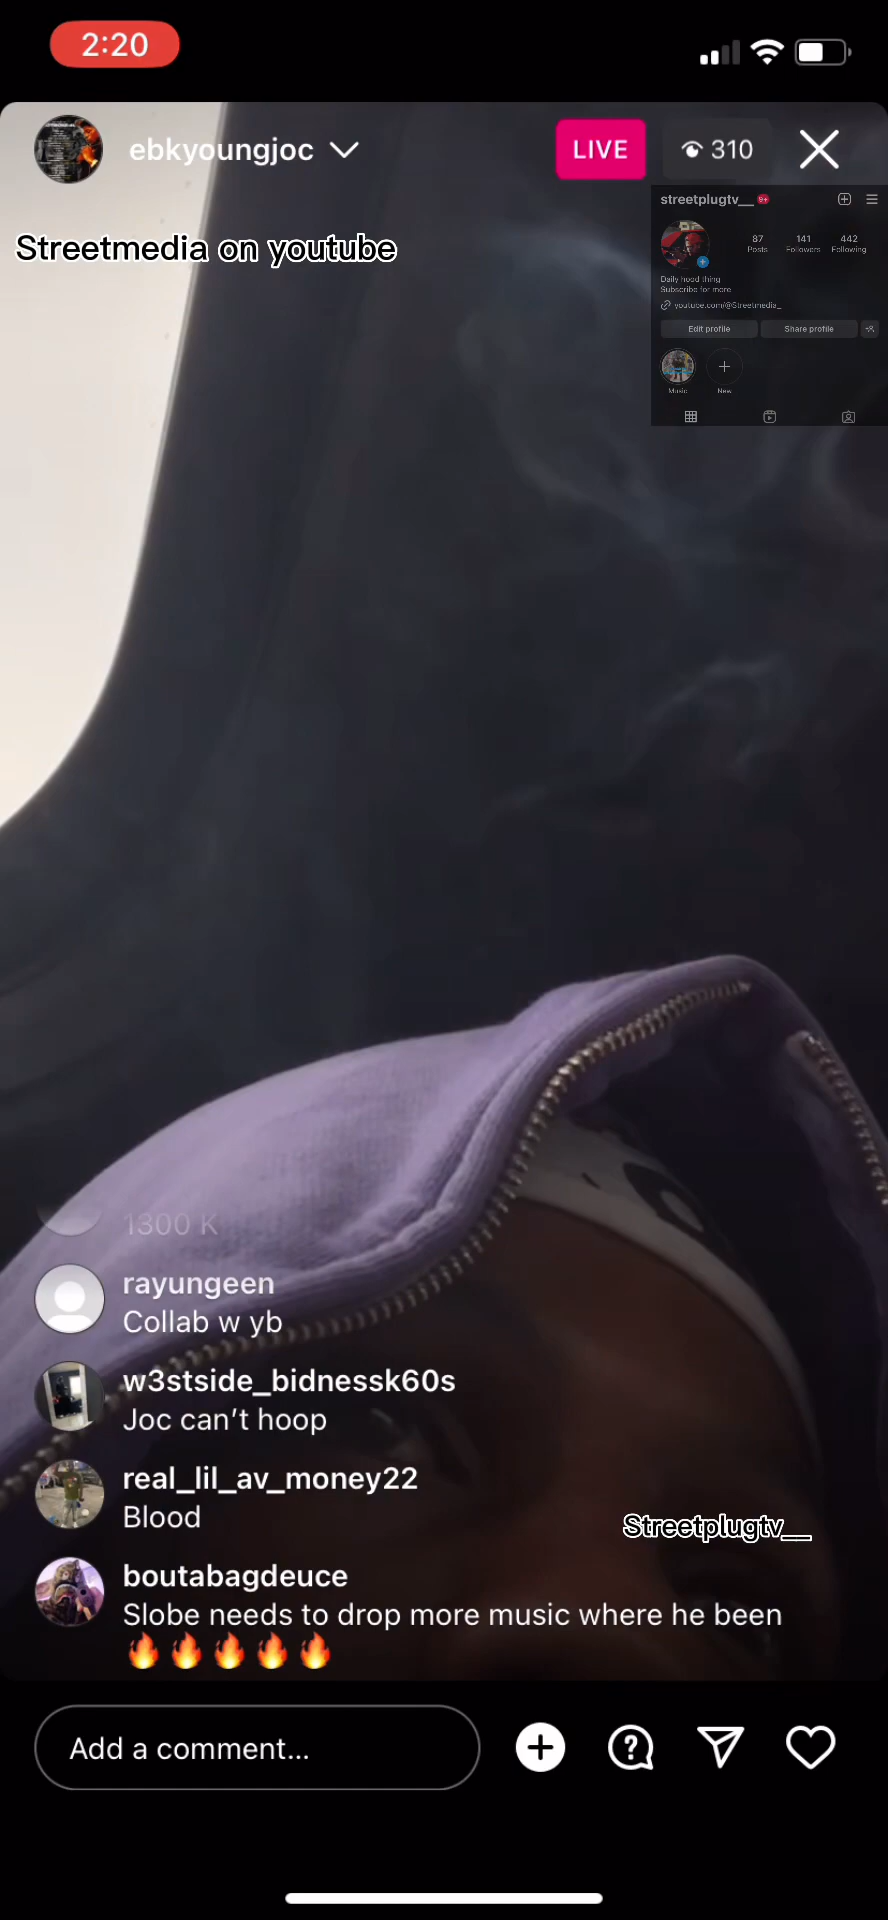 2:20
ebkyoungjoc
LIVE
310
streetplugtv__ 9+
Streetmedia on youtube
87 141 442
Posts Followers Following
Daily hood thing
Subscribe for more
youtube.com/@Streetmedia_
Edit profile Share profile
Music New
1300 K
rayungeen
Collab w yb
w3stside_bidnessk60s
Joc can't hoop
real_lil_av_money22
Blood
Streetplugtv__
boutabagdeuce
Slobe needs to drop more music where he been
🔥🔥🔥🔥🔥
Add a comment...